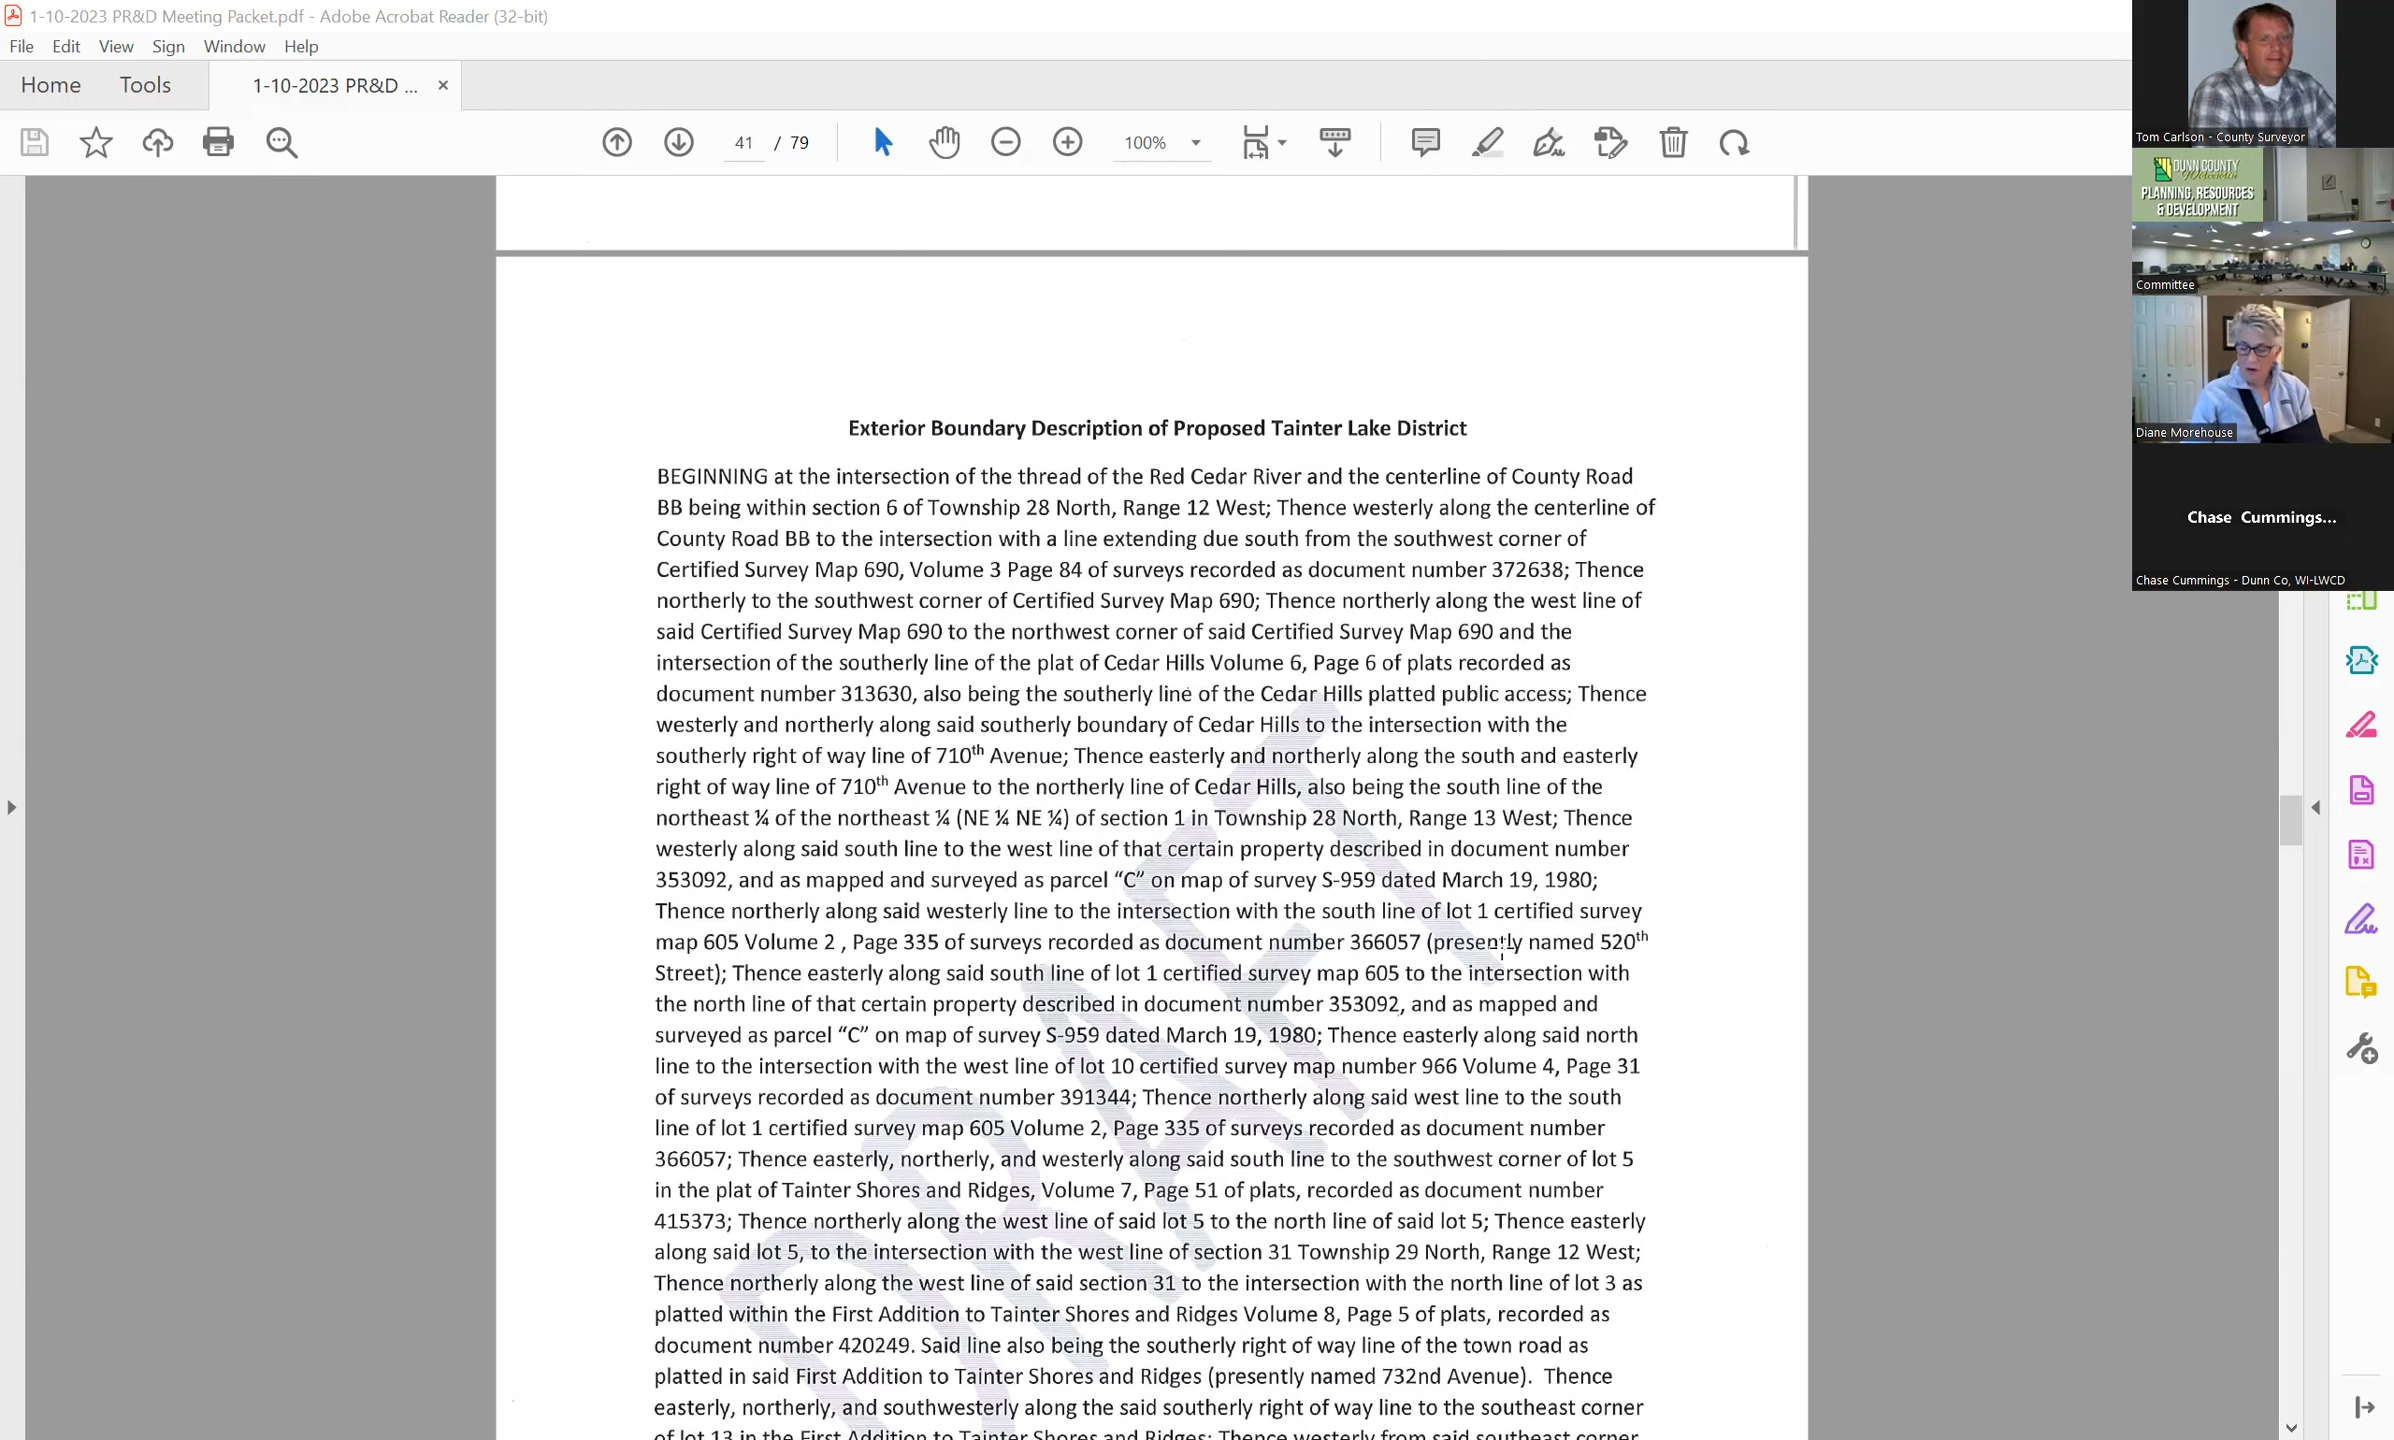 1-10-2023 PR&D Meeting Packet.pdf - Adobe Acrobat Reader (32-bit)
File Edit View Sign Window Help
Home Tools 1-10-2023 PR&D ...
41 / 79 100%
Exterior Boundary Description of Proposed Tainter Lake District
BEGINNING at the intersection of the thread of the Red Cedar River and the centerline of County Road
BB being within section 6 of Township 28 North, Range 12 West; Thence westerly along the centerline of
County Road BB to the intersection with a line extending due south from the southwest corner of
Certified Survey Map 690, Volume 3 Page 84 of surveys recorded as document number 372638; Thence
northerly to the southwest corner of Certified Survey Map 690; Thence northerly along the west line of
said Certified Survey Map 690 to the northwest corner of said Certified Survey Map 690 and the
intersection of the southerly line of the plat of Cedar Hills Volume 6, Page 6 of plats recorded as
document number 313630, also being the southerly line of the Cedar Hills platted public access; Thence
westerly and northerly along said southerly boundary of Cedar Hills to the intersection with the
southerly right of way line of 710th Avenue; Thence easterly and northerly along the south and easterly
right of way line of 710th Avenue to the northerly line of Cedar Hills, also being the south line of the
northeast ¼ of the northeast ¼ (NE ¼ NE ¼) of section 1 in Township 28 North, Range 13 West; Thence
westerly along said south line to the west line of that certain property described in document number
353092, and as mapped and surveyed as parcel “C” on map of survey S-959 dated March 19, 1980;
Thence northerly along said westerly line to the intersection with the south line of lot 1 certified survey
map 605 Volume 2 , Page 335 of surveys recorded as document number 366057 (presently named 520th
Street); Thence easterly along said south line of lot 1 certified survey map 605 to the intersection with
the north line of that certain property described in document number 353092, and as mapped and
surveyed as parcel “C” on map of survey S-959 dated March 19, 1980; Thence easterly along said north
line to the intersection with the west line of lot 10 certified survey map number 966 Volume 4, Page 31
of surveys recorded as document number 391344; Thence northerly along said west line to the south
line of lot 1 certified survey map 605 Volume 2, Page 335 of surveys recorded as document number
366057; Thence easterly, northerly, and westerly along said south line to the southwest corner of lot 5
in the plat of Tainter Shores and Ridges, Volume 7, Page 51 of plats, recorded as document number
415373; Thence northerly along the west line of said lot 5 to the north line of said lot 5; Thence easterly
along said lot 5, to the intersection with the west line of section 31 Township 29 North, Range 12 West;
Thence northerly along the west line of said section 31 to the intersection with the north line of lot 3 as
platted within the First Addition to Tainter Shores and Ridges Volume 8, Page 5 of plats, recorded as
document number 420249. Said line also being the southerly right of way line of the town road as
platted in said First Addition to Tainter Shores and Ridges (presently named 732nd Avenue). Thence
easterly, northerly, and southwesterly along the said southerly right of way line to the southeast corner
of lot 13 in the First Addition to Tainter Shores and Ridges; Thence westerly from said southeast corner
DRAFT
Tom Carlson - County Surveyor
DUNN COUNTY
Wisconsin
PLANNING, RESOURCES
& DEVELOPMENT
Committee
Diane Morehouse
Chase Cummings...
Chase Cummings - Dunn Co, WI-LWCD